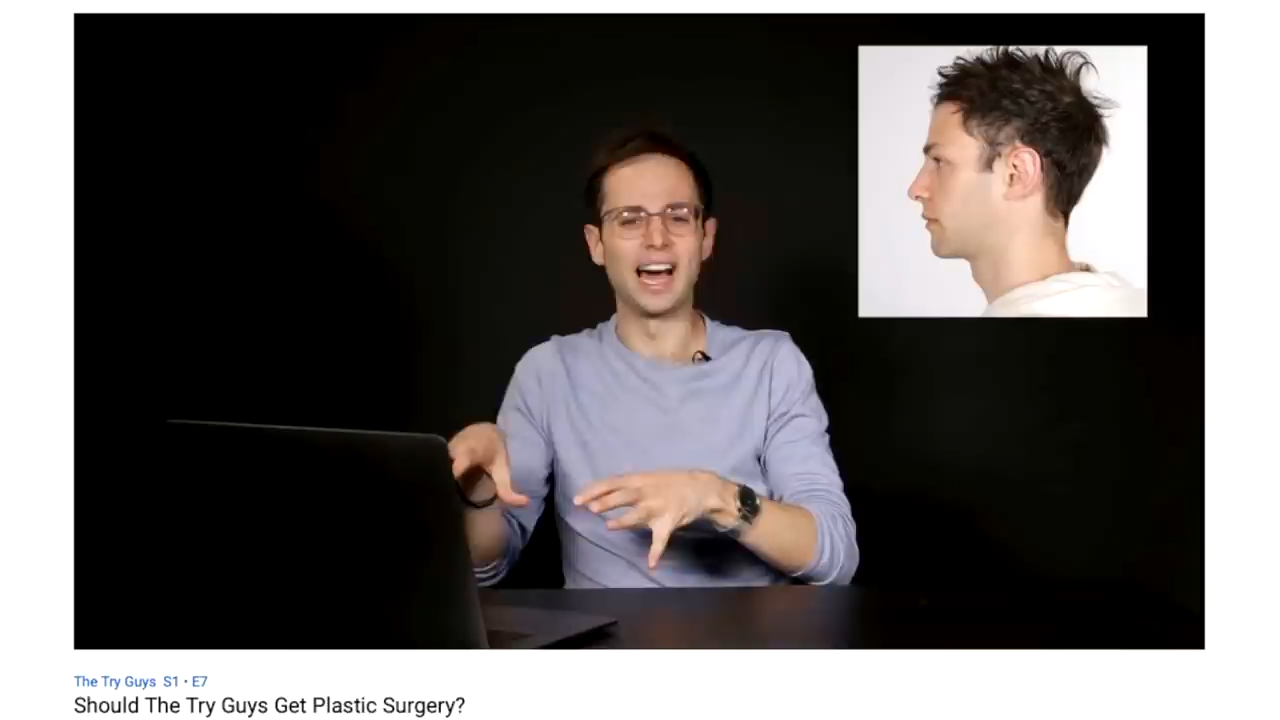 The Try Guys S1 • E7
Should The Try Guys Get Plastic Surgery?